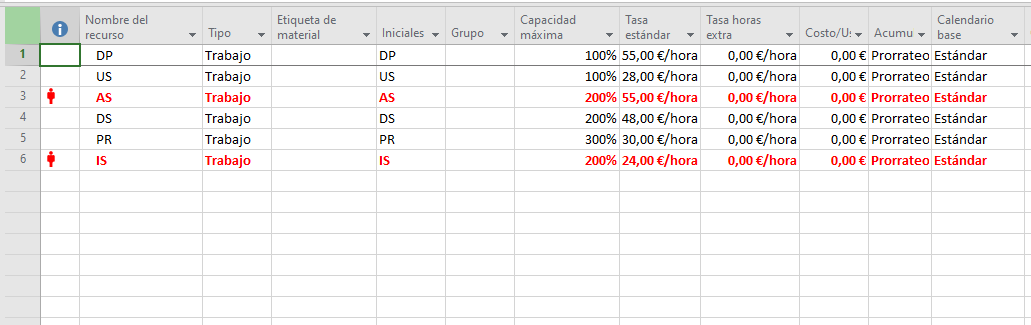 Nombre del recurso Tipo Etiqueta de material Iniciales Grupo Capacidad máxima Tasa estándar Tasa horas extra Costo/Us Acumu Calendario base
1 DP Trabajo DP 100% 55,00 €/hora 0,00 €/hora 0,00 € Prorrateo Estándar
2 US Trabajo US 100% 28,00 €/hora 0,00 €/hora 0,00 € Prorrateo Estándar
3 AS Trabajo AS 200% 55,00 €/hora 0,00 €/hora 0,00 € Prorrateo Estándar
4 DS Trabajo DS 200% 48,00 €/hora 0,00 €/hora 0,00 € Prorrateo Estándar
5 PR Trabajo PR 300% 30,00 €/hora 0,00 €/hora 0,00 € Prorrateo Estándar
6 IS Trabajo IS 200% 24,00 €/hora 0,00 €/hora 0,00 € Prorrateo Estándar